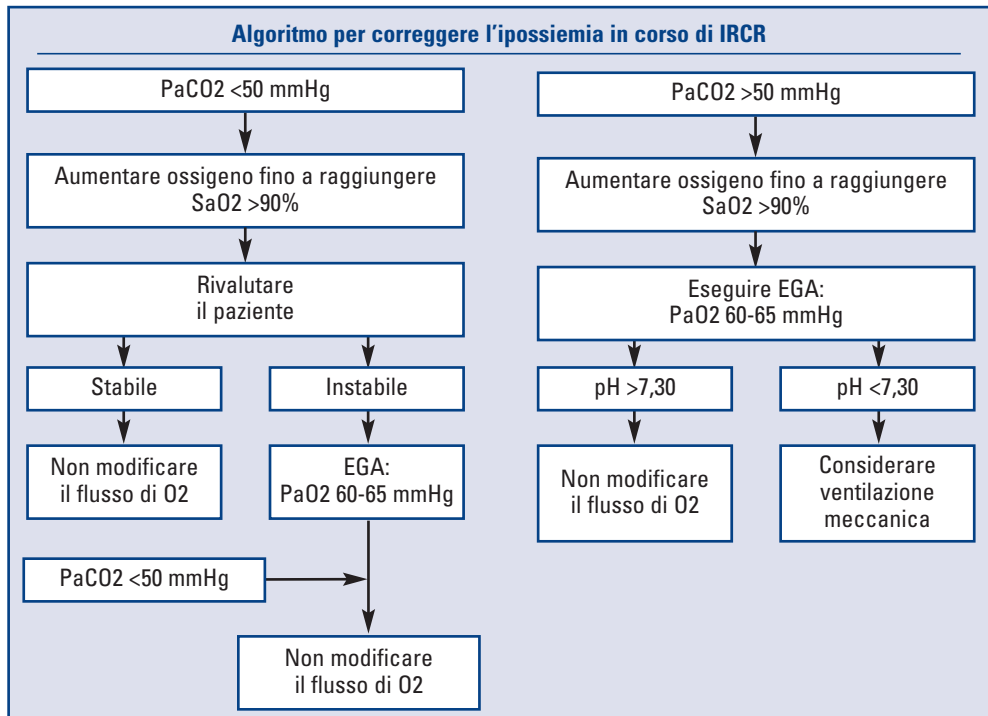 Algoritmo per correggere l'ipossiemia in corso di IRCR
PaCO2 <50 mmHg
Aumentare ossigeno fino a raggiungere
SaO2 >90%
Rivalutare
il paziente
Stabile
Instabile
Non modificare
il flusso di O2
EGA:
PaO2 60-65 mmHg
PaCO2 <50 mmHg
Non modificare
il flusso di O2
PaCO2 >50 mmHg
Aumentare ossigeno fino a raggiungere
SaO2 >90%
Eseguire EGA:
PaO2 60-65 mmHg
pH >7,30
pH <7,30
Non modificare
il flusso di O2
Considerare
ventilazione
meccanica